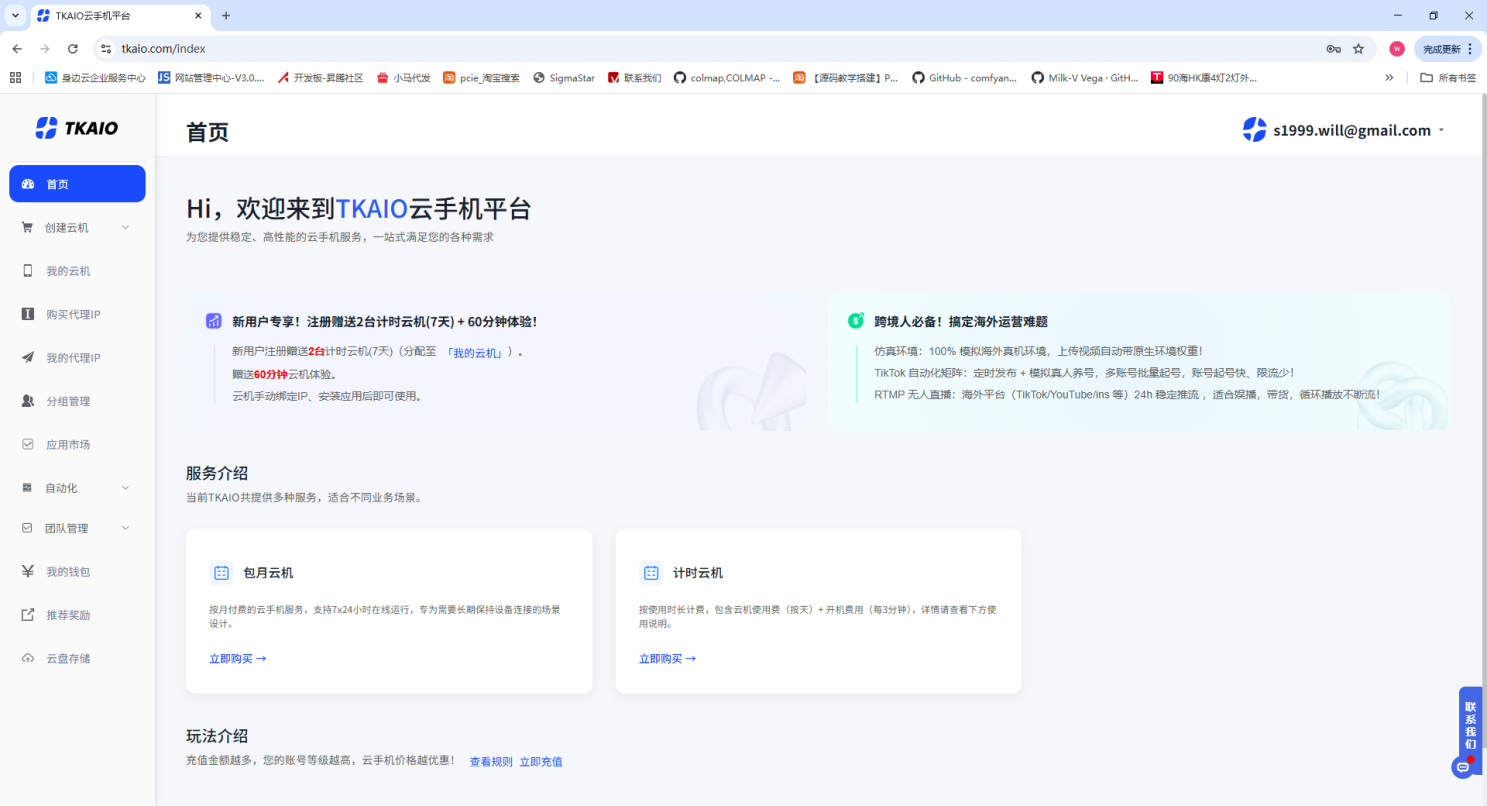 TKAIO云手机平台
tkaio.com/index
W
完成更新
身边云企业服务中心
JS 网站管理中心-V3.0....
开发板-昇腾社区
小马代发
淘 pcie_淘宝搜索
SigmaStar
联系我们
colmap,COLMAP -...
淘 【源码教学搭建】P...
GitHub - comfyan...
Milk-V Vega · GitH...
T 90海HK康4灯2灯外...
»
所有书签
TKAIO
首页
s1999.will@gmail.com
首页
创建云机
我的云机
购买代理IP
我的代理IP
分组管理
应用市场
自动化
团队管理
我的钱包
推荐奖励
云盘存储
Hi，欢迎来到TKAIO云手机平台
为您提供稳定、高性能的云手机服务，一站式满足您的各种需求
新用户专享！注册赠送2台计时云机(7天) + 60分钟体验！
新用户注册赠送2台计时云机(7天)（分配至 「我的云机」）。
赠送60分钟云机体验。
云机手动绑定IP、安装应用后即可使用。
跨境人必备！搞定海外运营难题
仿真环境：100% 模拟海外真机环境，上传视频自动带原生环境权重！
TikTok 自动化矩阵：定时发布 + 模拟真人养号，多账号批量起号，账号起号快、限流少！
RTMP 无人直播：海外平台（TikTok/YouTube/ins 等）24h 稳定推流 ，适合娱播，带货，循环播放不断流！
服务介绍
当前TKAIO共提供多种服务，适合不同业务场景。
包月云机
按月付费的云手机服务，支持7x24小时在线运行，专为需要长期保持设备连接的场景
设计。
立即购买 →
计时云机
按使用时长计费，包含云机使用费（按天）+ 开机费用（每3分钟），详情请查看下方使
用说明。
立即购买 →
玩法介绍
充值金额越多，您的账号等级越高，云手机价格越优惠！ 查看规则 立即充值
联系我们